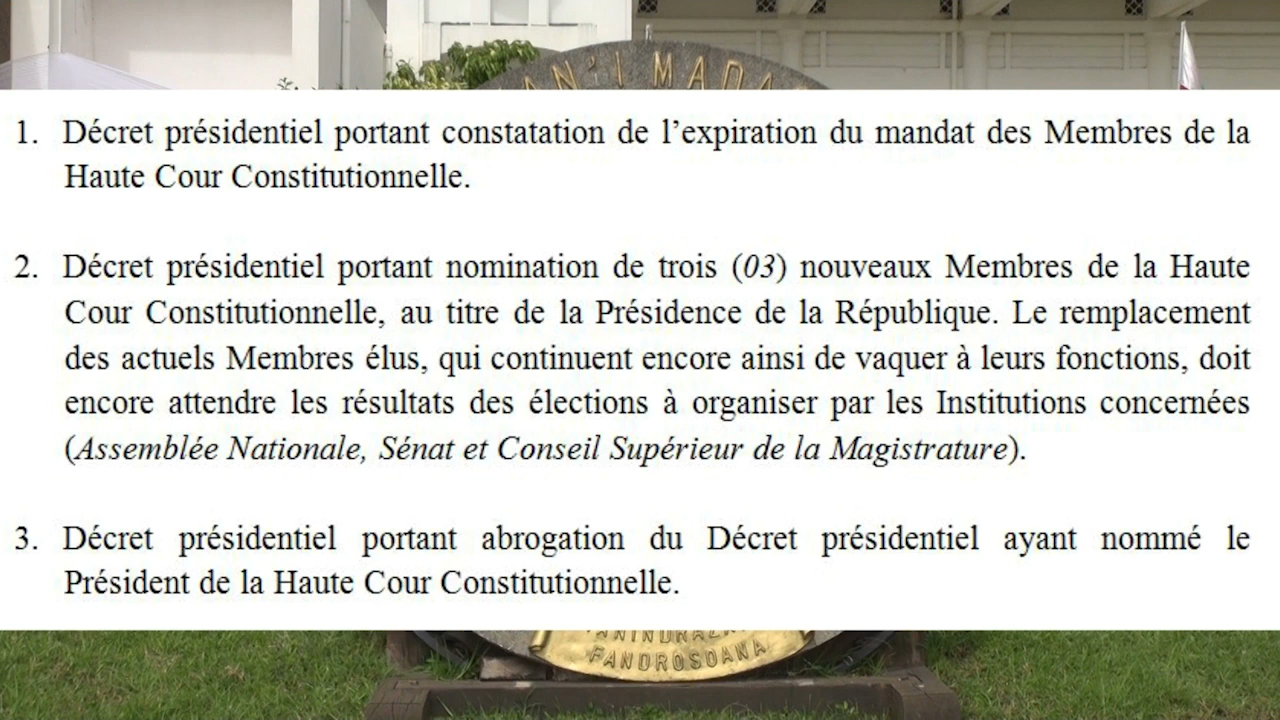 AN'I MADA
1. Décret présidentiel portant constatation de l’expiration du mandat des Membres de la
Haute Cour Constitutionnelle.
2. Décret présidentiel portant nomination de trois (03) nouveaux Membres de la Haute
Cour Constitutionnelle, au titre de la Présidence de la République. Le remplacement
des actuels Membres élus, qui continuent encore ainsi de vaquer à leurs fonctions, doit
encore attendre les résultats des élections à organiser par les Institutions concernées
(Assemblée Nationale, Sénat et Conseil Supérieur de la Magistrature).
3. Décret présidentiel portant abrogation du Décret présidentiel ayant nommé le
Président de la Haute Cour Constitutionnelle.
FANDROSOANA